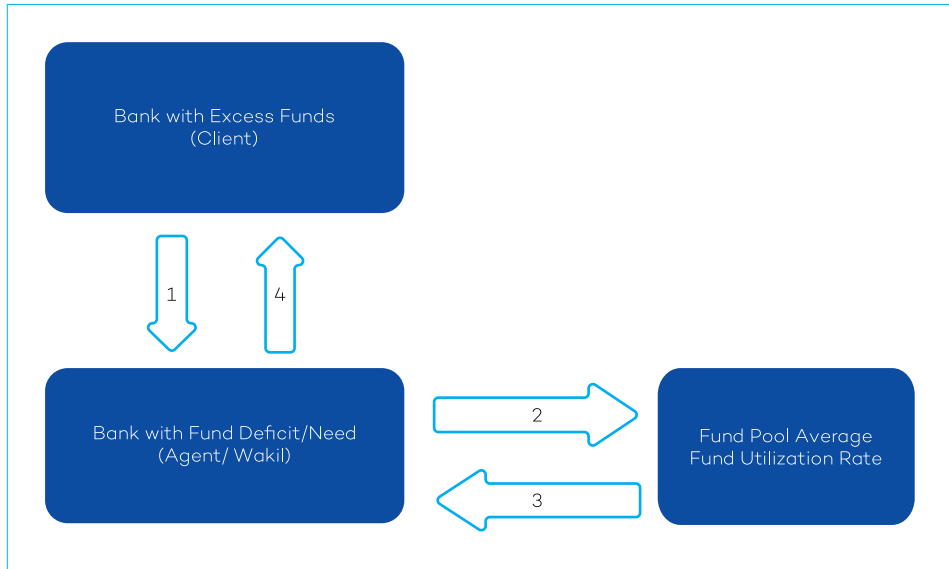 Bank with Excess Funds
(Client)
1
4
Bank with Fund Deficit/Need
(Agent/ Wakil)
2
3
Fund Pool Average
Fund Utilization Rate